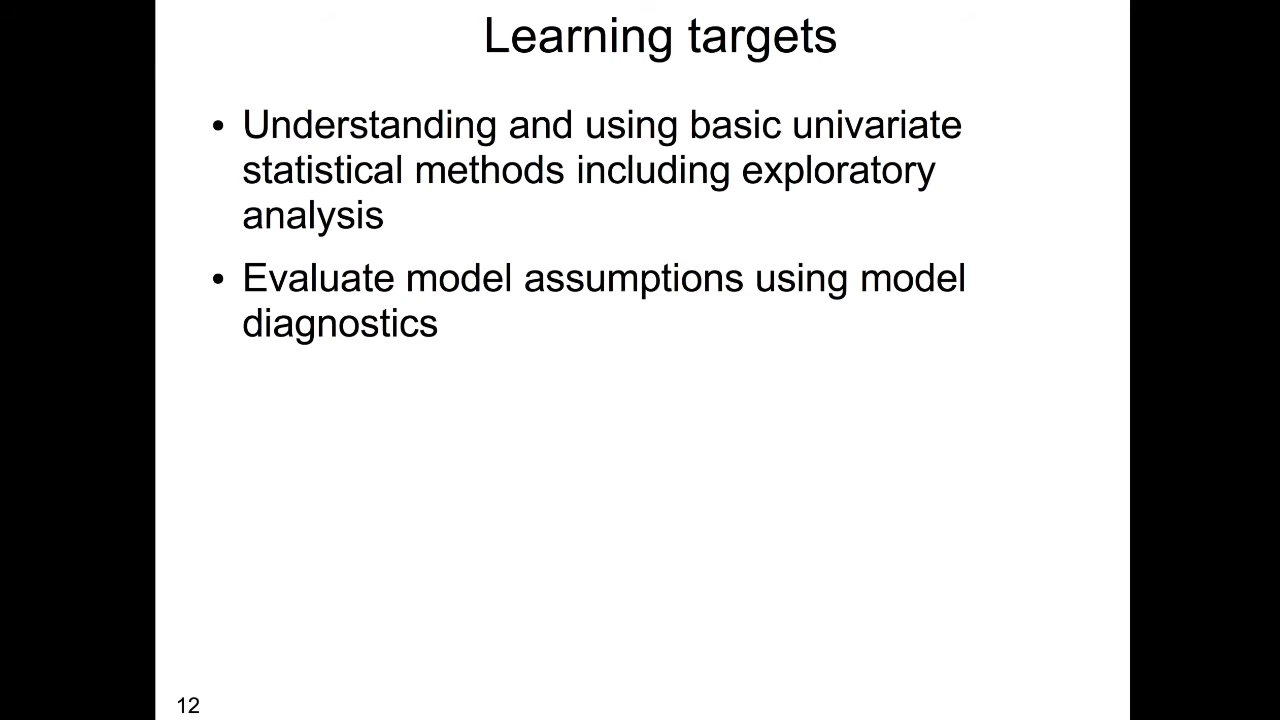 Learning targets
• Understanding and using basic univariate
statistical methods including exploratory
analysis
• Evaluate model assumptions using model
diagnostics
12